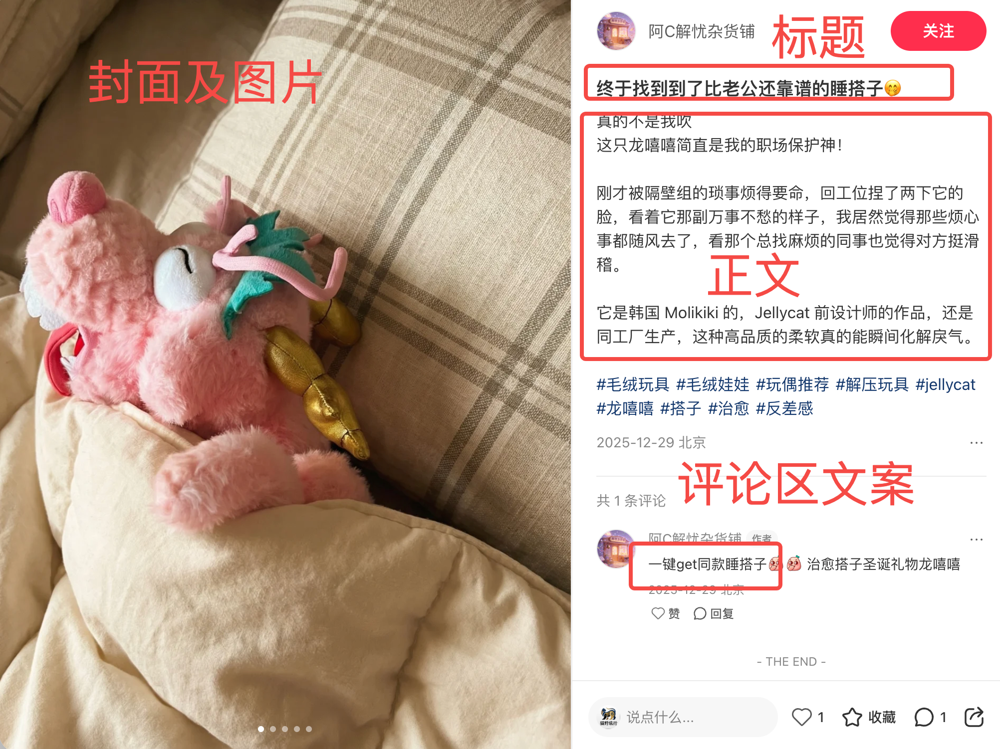 封面及图片
阿C解忧杂货铺
标题
关注
终于找到到了比老公还靠谱的睡搭子🤭
真的不是我吹
这只龙嘻嘻简直是我的职场保护神！
刚才被隔壁组的琐事烦得要命，回工位捏了两下它的
脸，看着它那副万事不愁的样子，我居然觉得那些烦心
事都随风去了，看那个总找麻烦的同事也觉得对方挺滑
稽。
正文
它是韩国 Molikiki 的，Jellycat 前设计师的作品，还是
同工厂生产，这种高品质的柔软真的能瞬间化解戾气。
#毛绒玩具 #毛绒娃娃 #玩偶推荐 #解压玩具 #jellycat
#龙嘻嘻 #搭子 #治愈 #反差感
2025-12-29 北京
评论区文案
共 1 条评论
阿C解忧杂货铺 作者
一键get同款睡搭子 治愈搭子圣诞礼物龙嘻嘻
2025-12-29 北京
赞 回复
- THE END -
猫野旅行
说点什么...
1 收藏 1